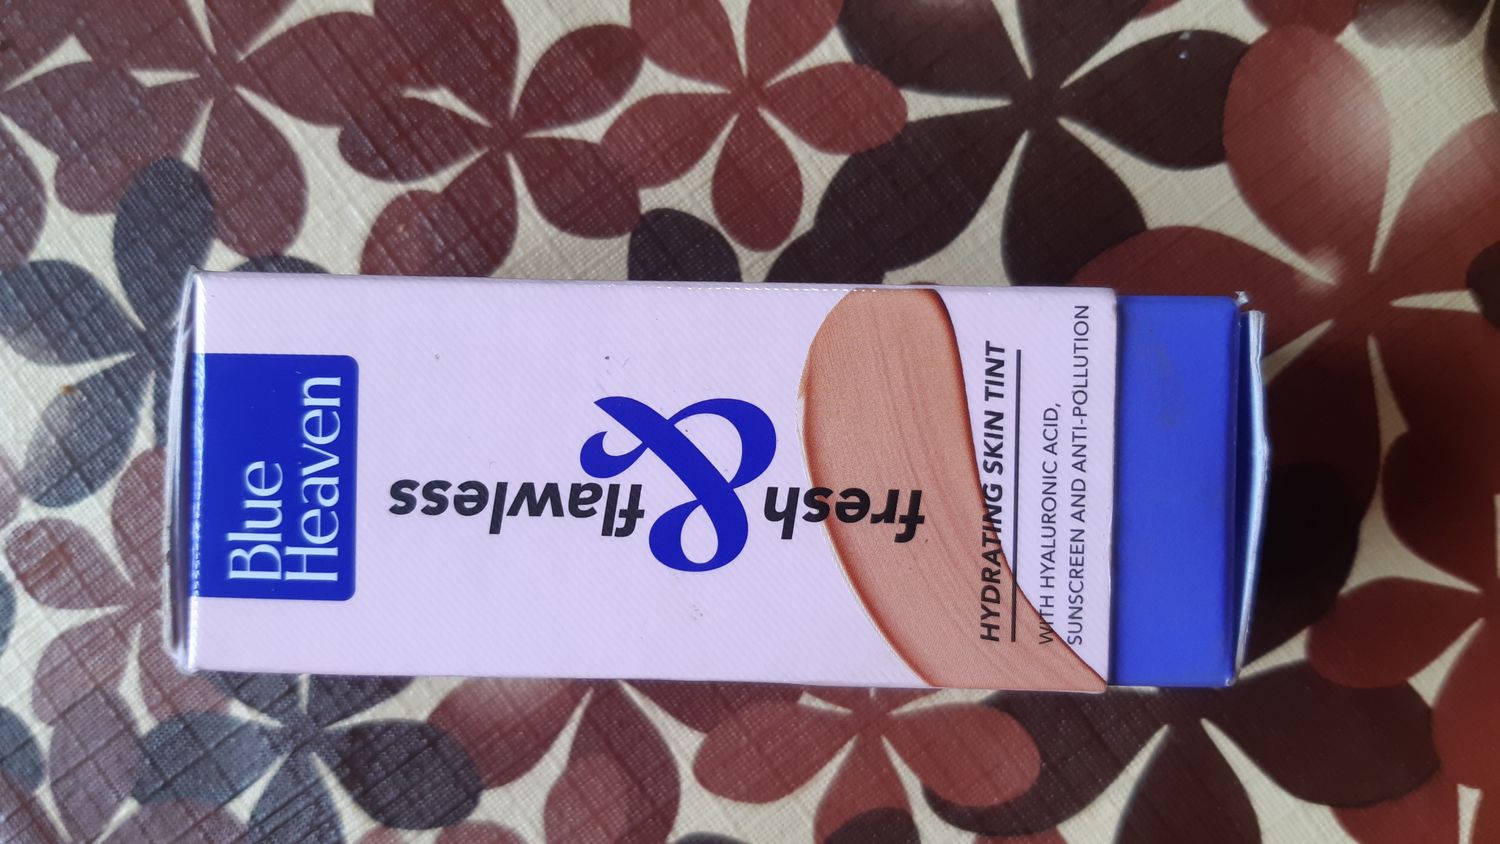 Blue
Heaven
fresh & flawless
HYDRATING SKIN TINT
WITH HYALURONIC ACID,
SUNSCREEN AND ANTI-POLLUTION